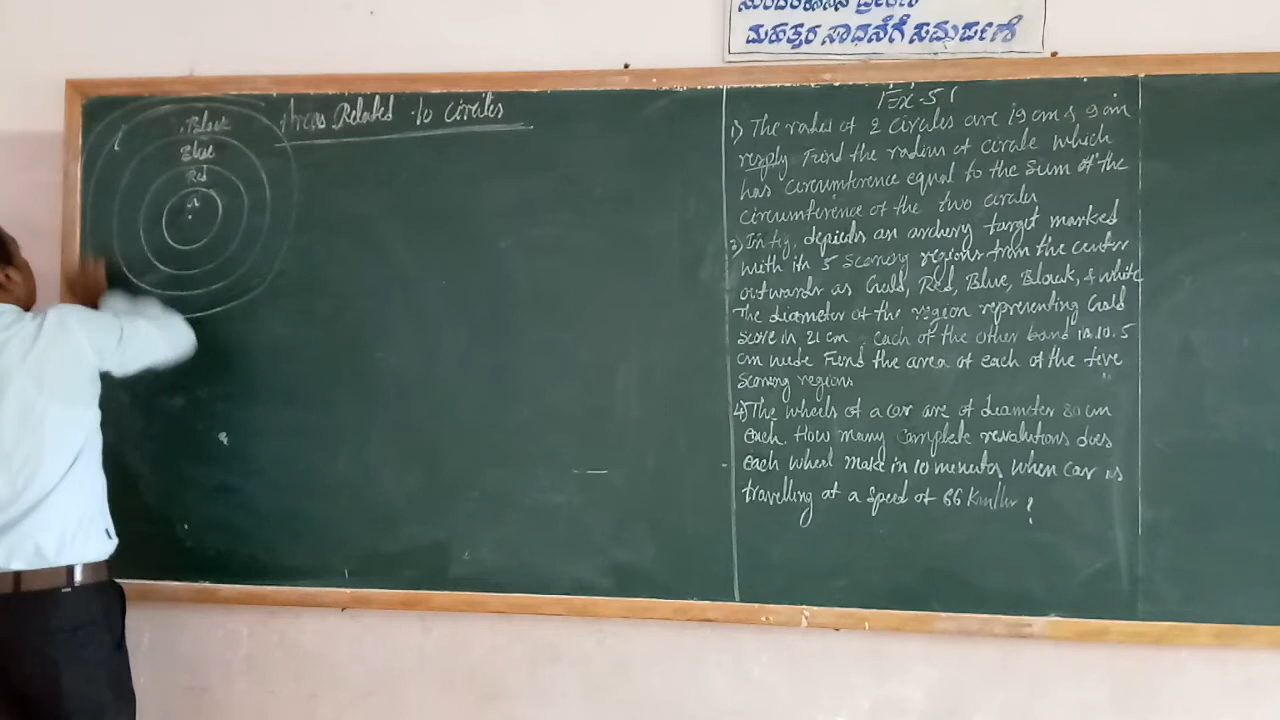 ಮಹತ್ತರ ಸಾಧನೆಗೆ ಸಮರ್ಪಣೆ
Areas Related to circles
Black
Blue
Red
Ex-5.1
1) The radii of 2 circles are 19 cm & 9 cm
resply Find the radius of circle which
has circumference equal to the sum of the
circumference of the two circles
In fig. depicts an archery target marked
with its 5 scoring regions from the center
outwards as Gold, Red, Blue, Black, & white
The diameter of the region representing Gold
score is 21 cm. each of the other band is 10.5
cm wide Find the area of each of the five
scoring regions
4) The wheels of a car are of diameter 80 cm
each. How many complete revolutions does
each wheel make in 10 minutes when car is
travelling at a speed of 66 Km/hr ?